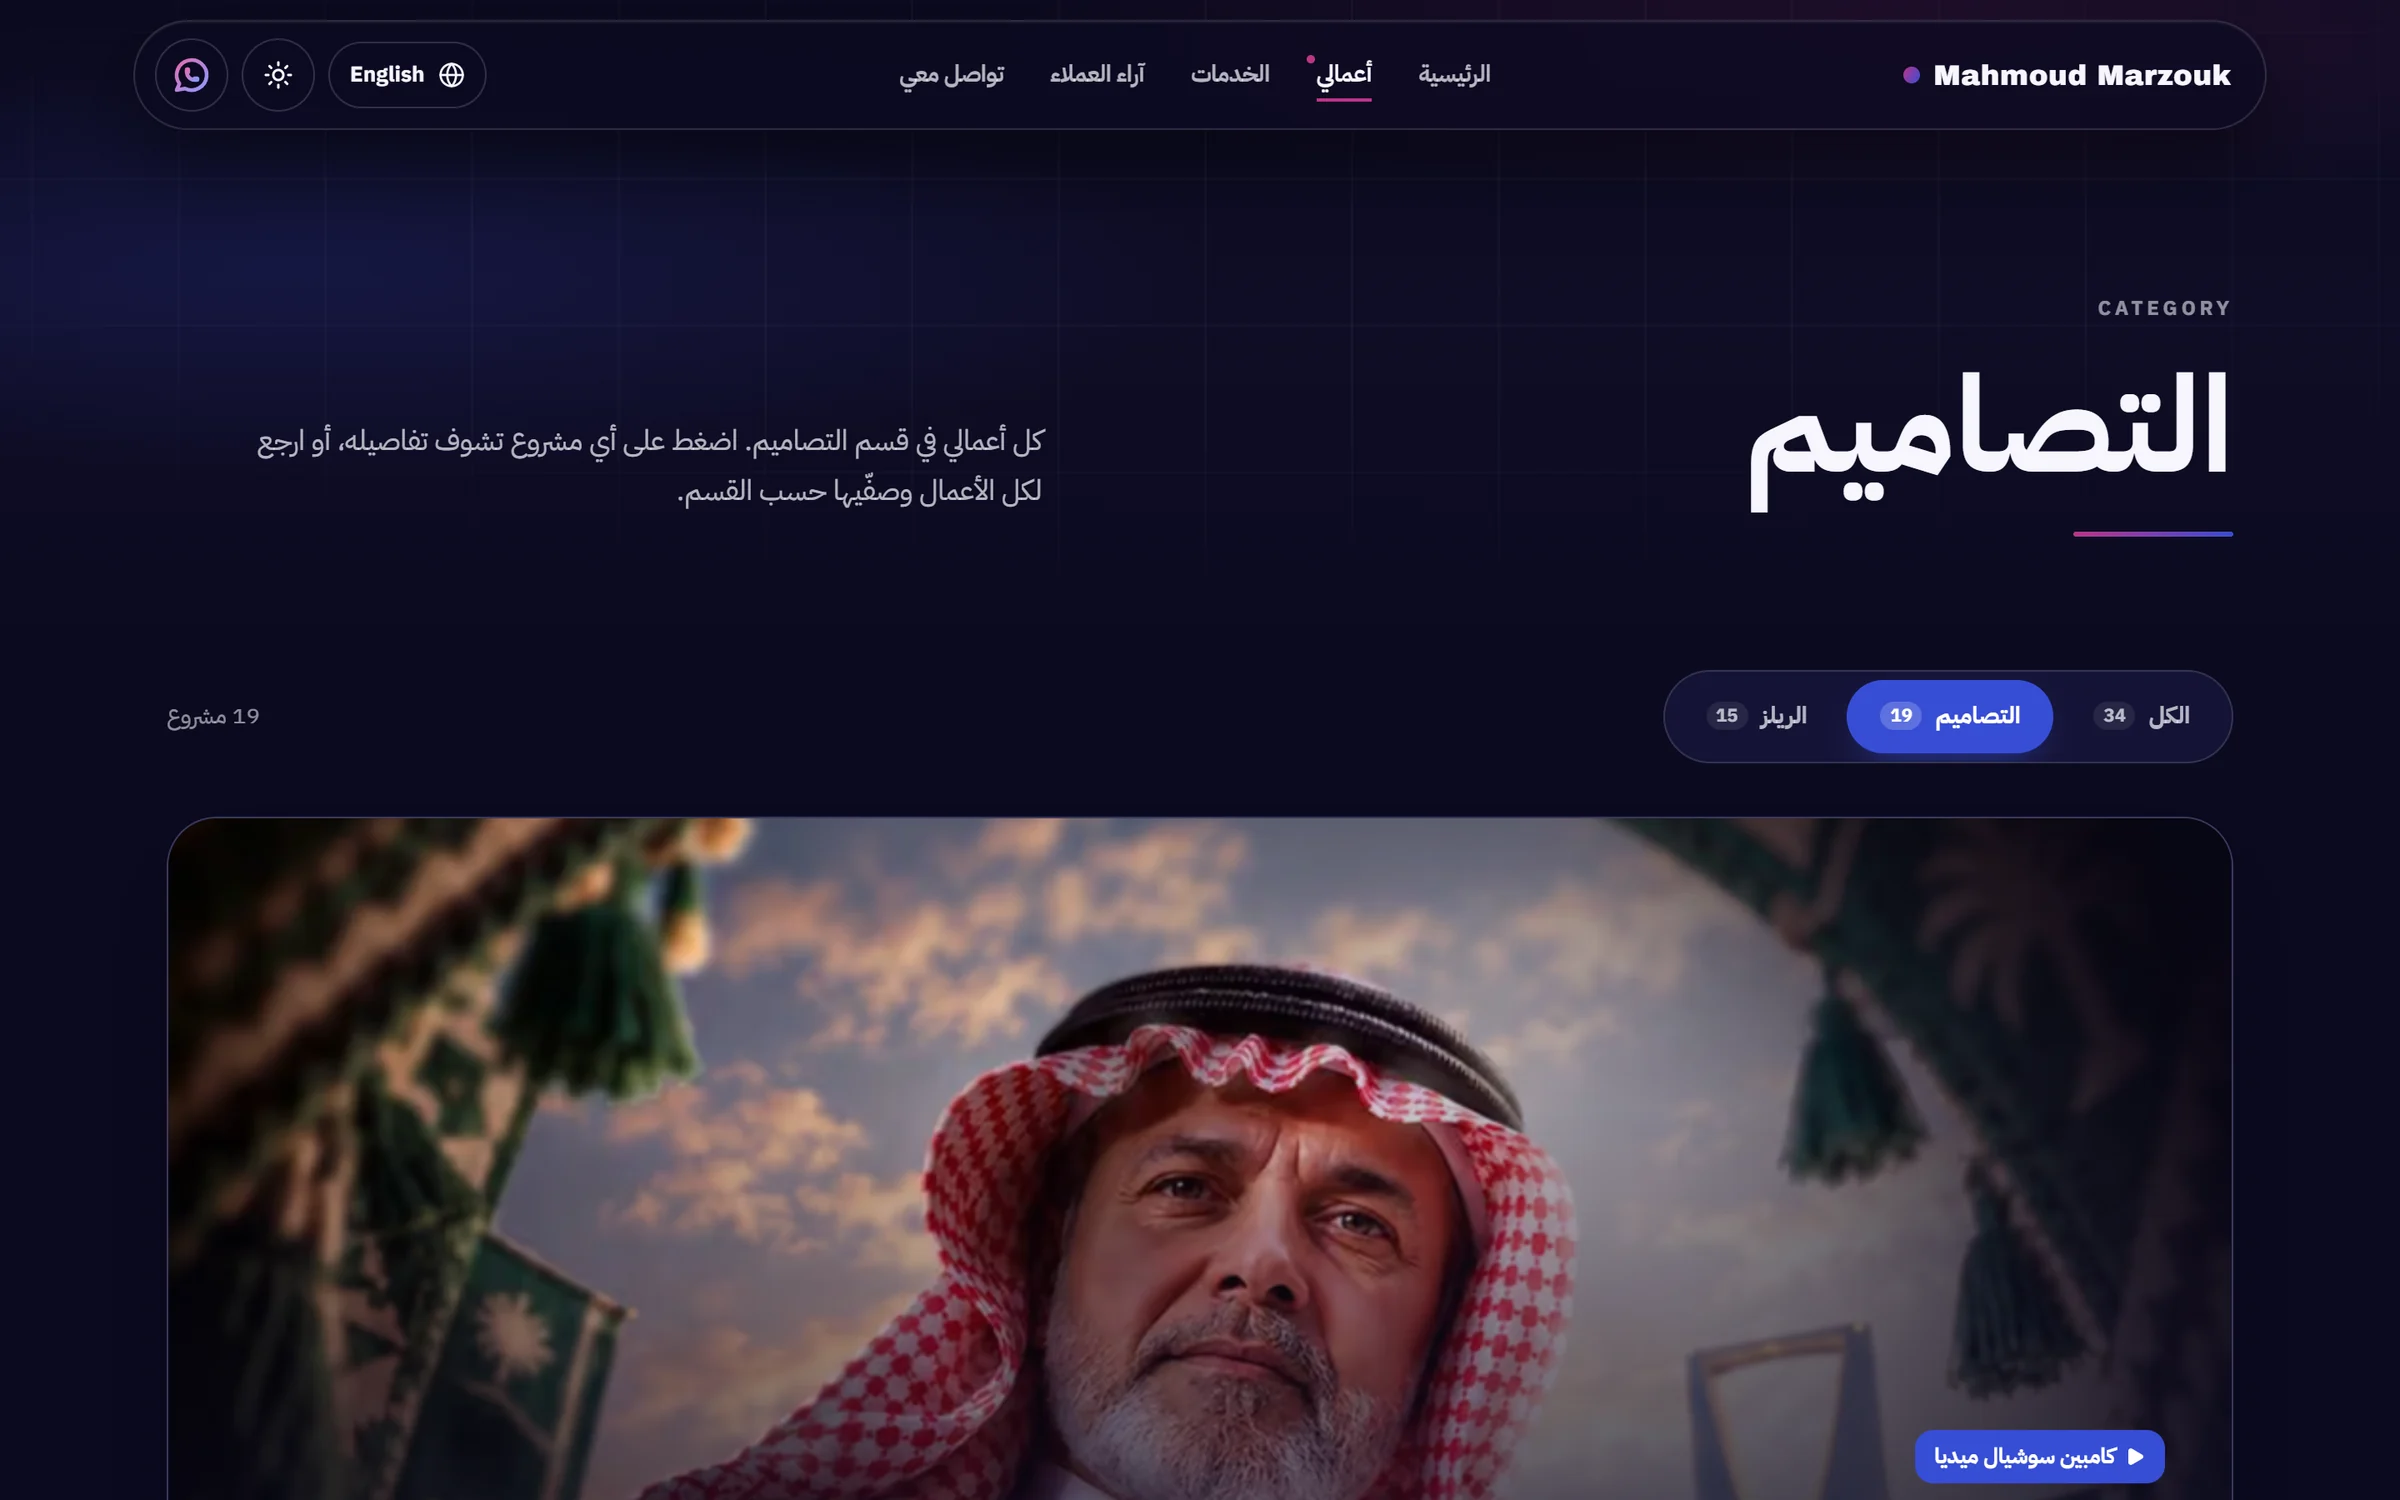 Mahmoud Marzouk
الرئيسية
أعمالي
الخدمات
آراء العملاء
تواصل معي
English
CATEGORY
التصاميم
كل أعمالي في قسم التصاميم. اضغط على أي مشروع تشوف تفاصيله، أو ارجع
لكل الأعمال وصفّيها حسب القسم.
الكل 34
التصاميم 19
الريلز 15
19 مشروع
كامبين سوشيال ميديا